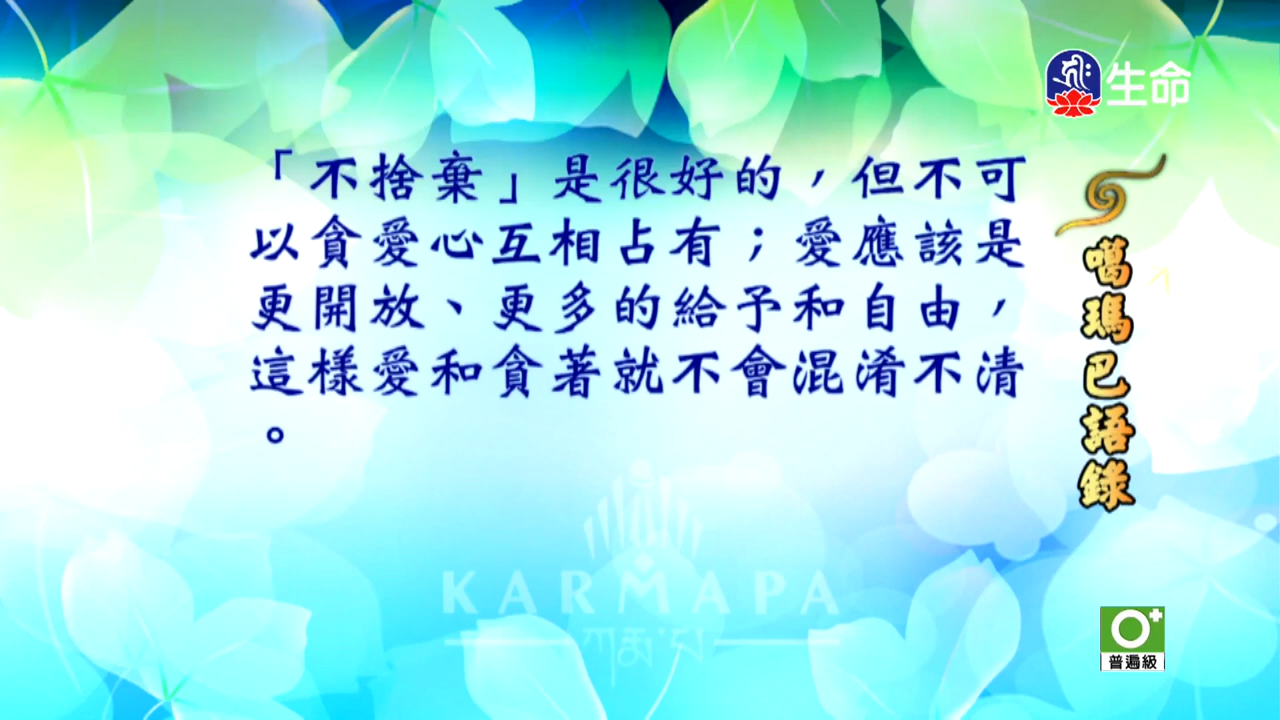 生命
「不捨棄」是很好的，但不可
以貪愛心互相占有；愛應該是
更開放、更多的給予和自由，
這樣愛和貪著就不會混淆不清
。
噶瑪巴語錄
KARMAPA
ཀརྨ་པ
0+
普遍級